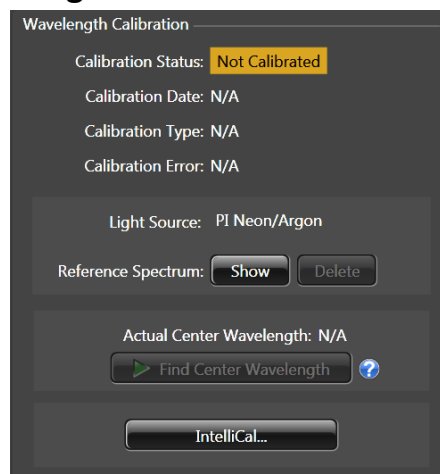 Wavelength Calibration
Calibration Status: Not Calibrated
Calibration Date: N/A
Calibration Type: N/A
Calibration Error: N/A
Light Source: PI Neon/Argon
Reference Spectrum: Show Delete
Actual Center Wavelength: N/A
Find Center Wavelength ?
IntelliCal...